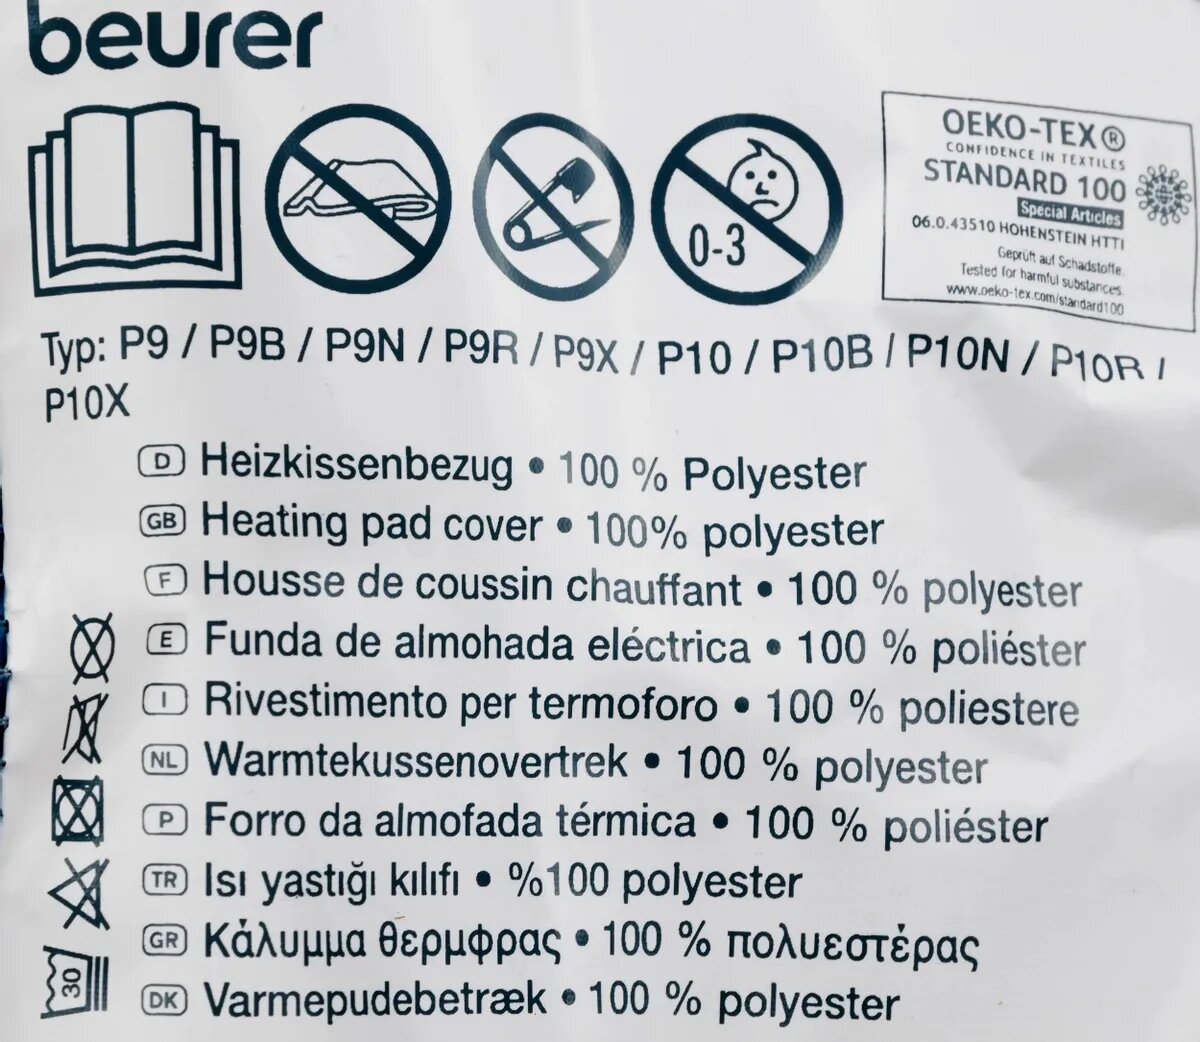 beurer
0-3
OEKO-TEX®
CONFIDENCE IN TEXTILES
STANDARD 100
Special Articles
06.0.43510 HOHENSTEIN HTTI
Geprüft auf Schadstoffe.
Tested for harmful substances.
www.oeko-tex.com/standard100
Typ: P9 / P9B / P9N / P9R / P9X / P10 / P10B / P10N / P10R /
P10X
D Heizkissenbezug • 100 % Polyester
GB Heating pad cover • 100% polyester
F Housse de coussin chauffant • 100 % polyester
E Funda de almohada eléctrica • 100 % poliéster
I Rivestimento per termoforo • 100 % poliestere
NL Warmtekussenovertrek • 100 % polyester
P Forro da almofada térmica • 100 % poliéster
TR Isı yastığı kılıfı • %100 polyester
GR Κάλυμμα θερμφρας • 100 % πολυεστέρας
DK Varmepudebetræk • 100 % polyester
30